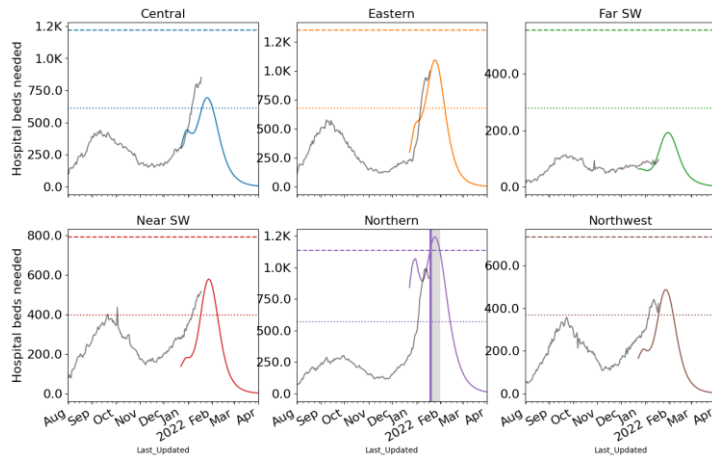 Central
Eastern
Far SW
Hospital beds needed
1.2K
1.0K
750.0
500.0
250.0
0.0
1.2K
1.0K
750.0
500.0
250.0
0.0
400.0
200.0
0.0
Near SW
Northern
Northwest
Hospital beds needed
800.0
600.0
400.0
200.0
0.0
1.2K
1.0K
750.0
500.0
250.0
0.0
600.0
400.0
200.0
0.0
Aug Sep Oct Nov Dec Jan 2022 Feb Mar Apr
Aug Sep Oct Nov Dec Jan 2022 Feb Mar Apr
Aug Sep Oct Nov Dec Jan 2022 Feb Mar Apr
Last_Updated
Last_Updated
Last_Updated